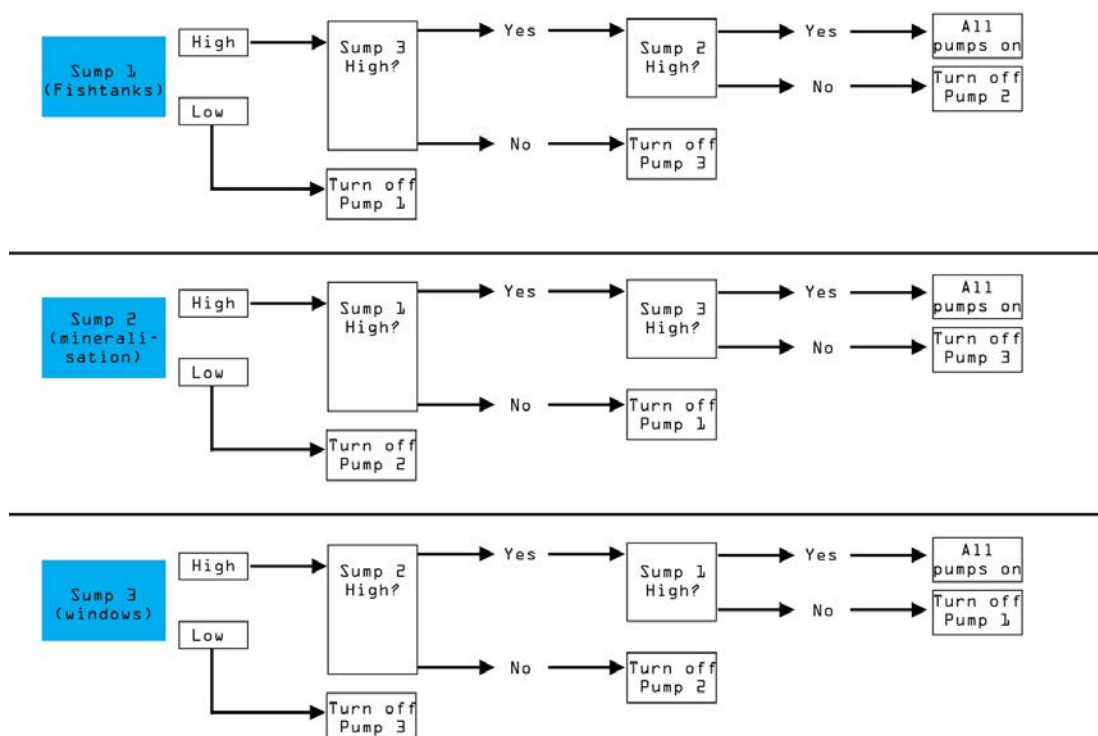 Sump 1
(Fishtanks)
High
Low
Sump 3
High?
Yes
No
Turn off
Pump 1
Sump 2
High?
Turn off
Pump 3
Yes
No
All
pumps on
Turn off
Pump 2
Sump 2
(minerali-
sation)
High
Low
Sump 1
High?
Yes
No
Turn off
Pump 2
Sump 3
High?
Turn off
Pump 1
Yes
No
All
pumps on
Turn off
Pump 3
Sump 3
(windows)
High
Low
Sump 2
High?
Yes
No
Turn off
Pump 3
Sump 1
High?
Turn off
Pump 2
Yes
No
All
pumps on
Turn off
Pump 1